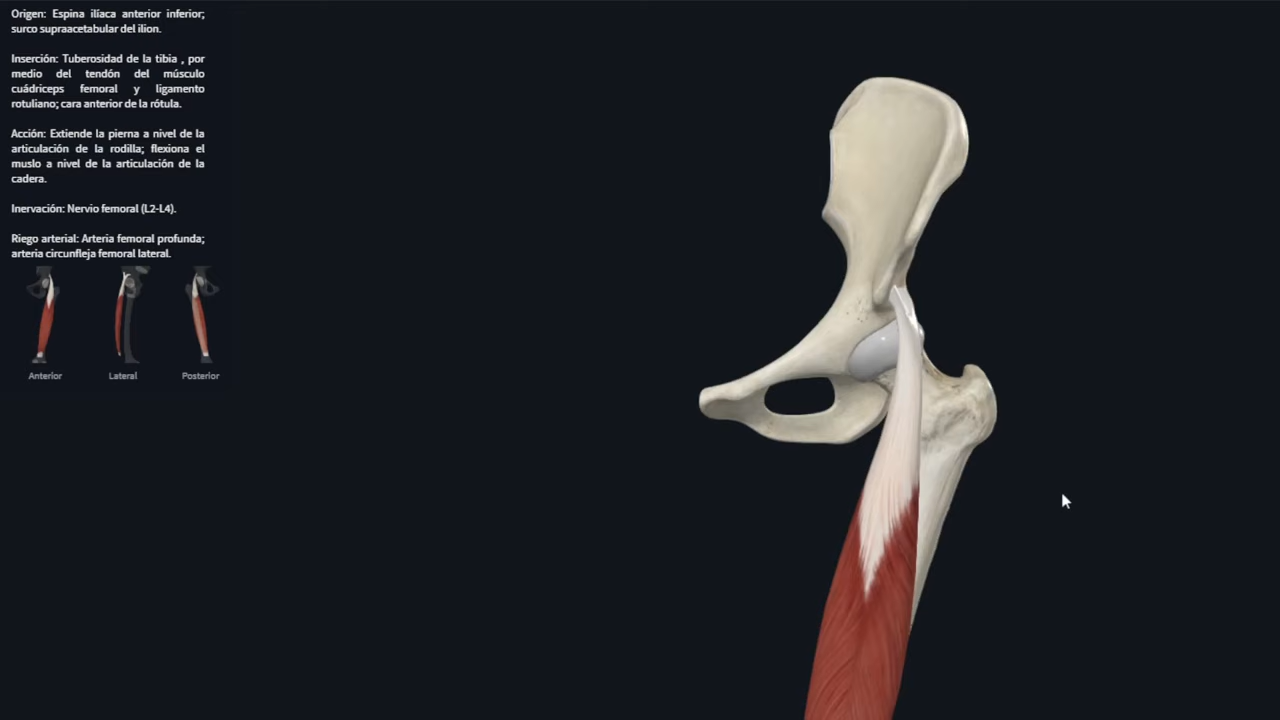 Origen: Espina ilíaca anterior inferior;
surco supraacetabular del ilion.
Inserción: Tuberosidad de la tibia , por
medio del tendón del músculo
cuádriceps femoral y ligamento
rotuliano; cara anterior de la rótula.
Acción: Extiende la pierna a nivel de la
articulación de la rodilla; flexiona el
muslo a nivel de la articulación de la
cadera.
Inervación: Nervio femoral (L2-L4).
Riego arterial: Arteria femoral profunda;
arteria circunfleja femoral lateral.
Anterior Lateral Posterior